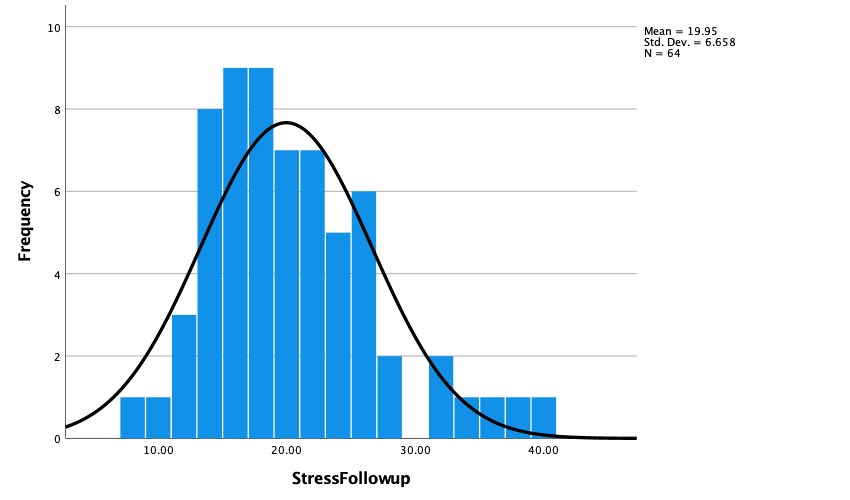 Mean = 19.95
Std. Dev. = 6.658
N = 64
10
8
6
4
2
0
Frequency
10.00 20.00 30.00 40.00
StressFollowup